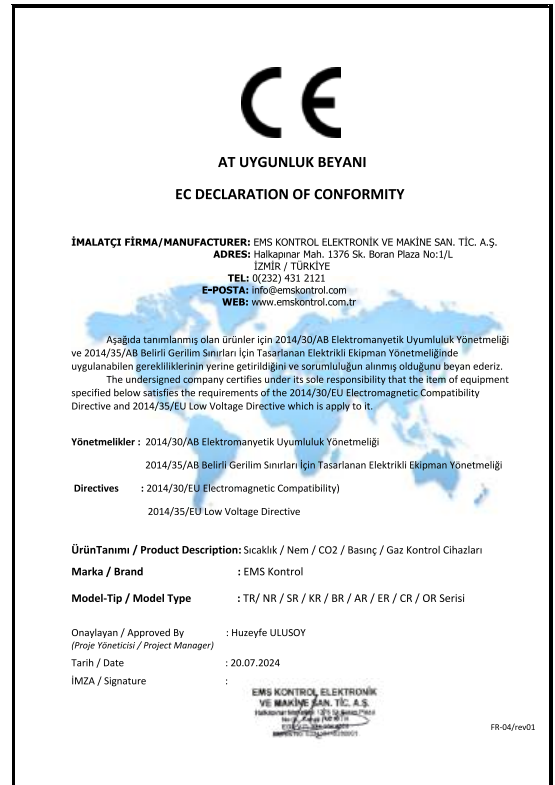 CE
AT UYGUNLUK BEYANI
EC DECLARATION OF CONFORMITY
İMALATÇI FİRMA/MANUFACTURER: EMS KONTROL ELEKTRONİK VE MAKİNE SAN. TİC. A.Ş.
ADRES: Halkapınar Mah. 1376 Sk. Boran Plaza No:1/L
İZMİR / TÜRKİYE
TEL: 0(232) 431 2121
E-POSTA: info@emskontrol.com
WEB: www.emskontrol.com.tr
Aşağıda tanımlanmış olan ürünler için 2014/30/AB Elektromanyetik Uyumluluk Yönetmeliği
ve 2014/35/AB Belirli Gerilim Sınırları İçin Tasarlanan Elektrikli Ekipman Yönetmeliğinde
uygulanabilen gerekliliklerinin yerine getirildiğini ve sorumluluğun alınmış olduğunu beyan ederiz.
The undersigned company certifies under its sole responsibility that the item of equipment
specified below satisfies the requirements of the 2014/30/EU Electromagnetic Compatibility
Directive and 2014/35/EU Low Voltage Directive which is apply to it.
Yönetmelikler : 2014/30/AB Elektromanyetik Uyumluluk Yönetmeliği
2014/35/AB Belirli Gerilim Sınırları İçin Tasarlanan Elektrikli Ekipman Yönetmeliği
Directives : 2014/30/EU Electromagnetic Compatibility)
2014/35/EU Low Voltage Directive
ÜrünTanımı / Product Description: Sıcaklık / Nem / CO2 / Basınç / Gaz Kontrol Cihazları
Marka / Brand : EMS Kontrol
Model-Tip / Model Type : TR/ NR / SR / KR / BR / AR / ER / CR / OR Serisi
Onaylayan / Approved By : Huzeyfe ULUSOY
(Proje Yöneticisi / Project Manager)
Tarih / Date : 20.07.2024
İMZA / Signature :
EMS KONTROL ELEKTRONİK
VE MAKİNE SAN. TİC. A.Ş.
FR-04/rev01